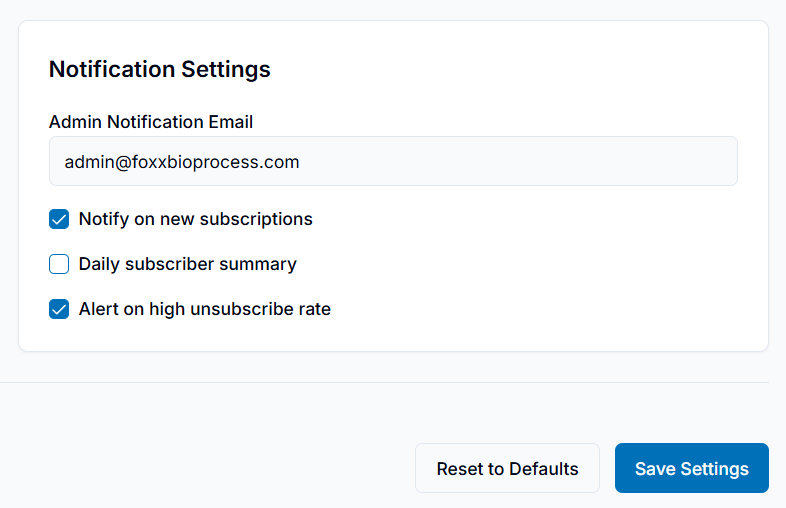 Notification Settings
Admin Notification Email
admin@foxxbioprocess.com
Notify on new subscriptions
Daily subscriber summary
Alert on high unsubscribe rate
Reset to Defaults
Save Settings